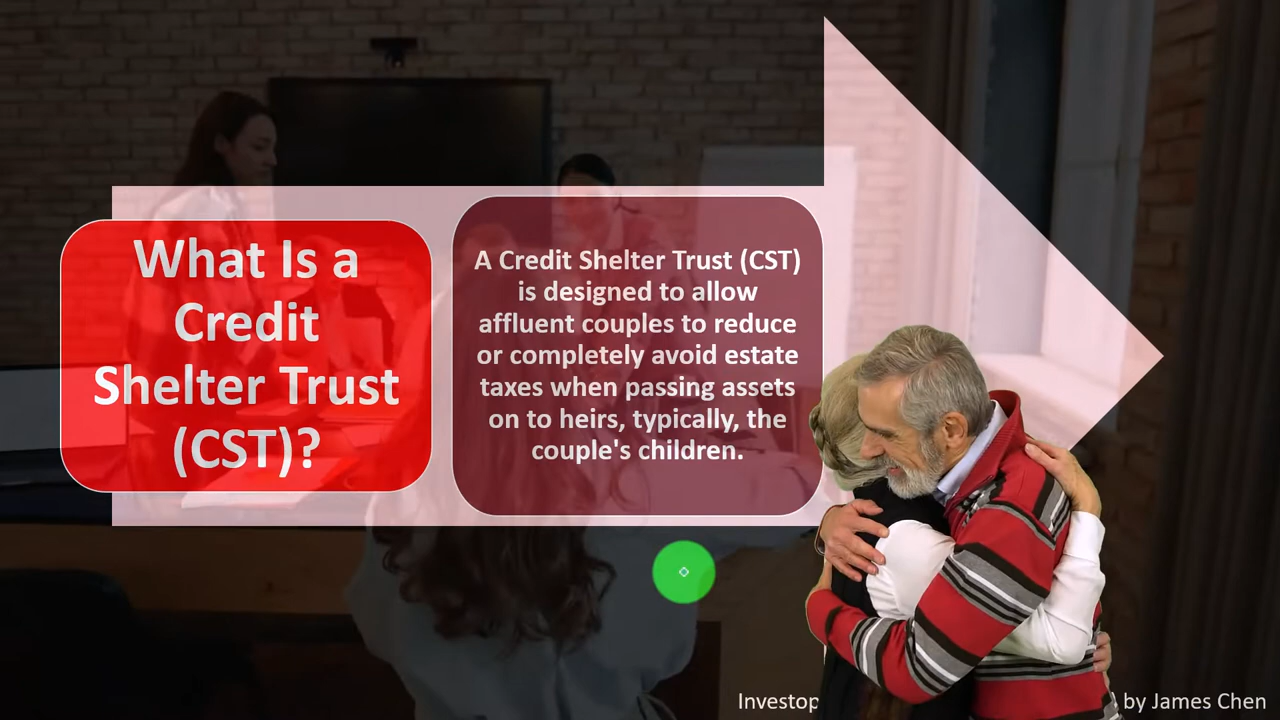 What Is a
Credit
Shelter Trust
(CST)?
A Credit Shelter Trust (CST)
is designed to allow
affluent couples to reduce
or completely avoid estate
taxes when passing assets
on to heirs, typically, the
couple's children.
by James Chen